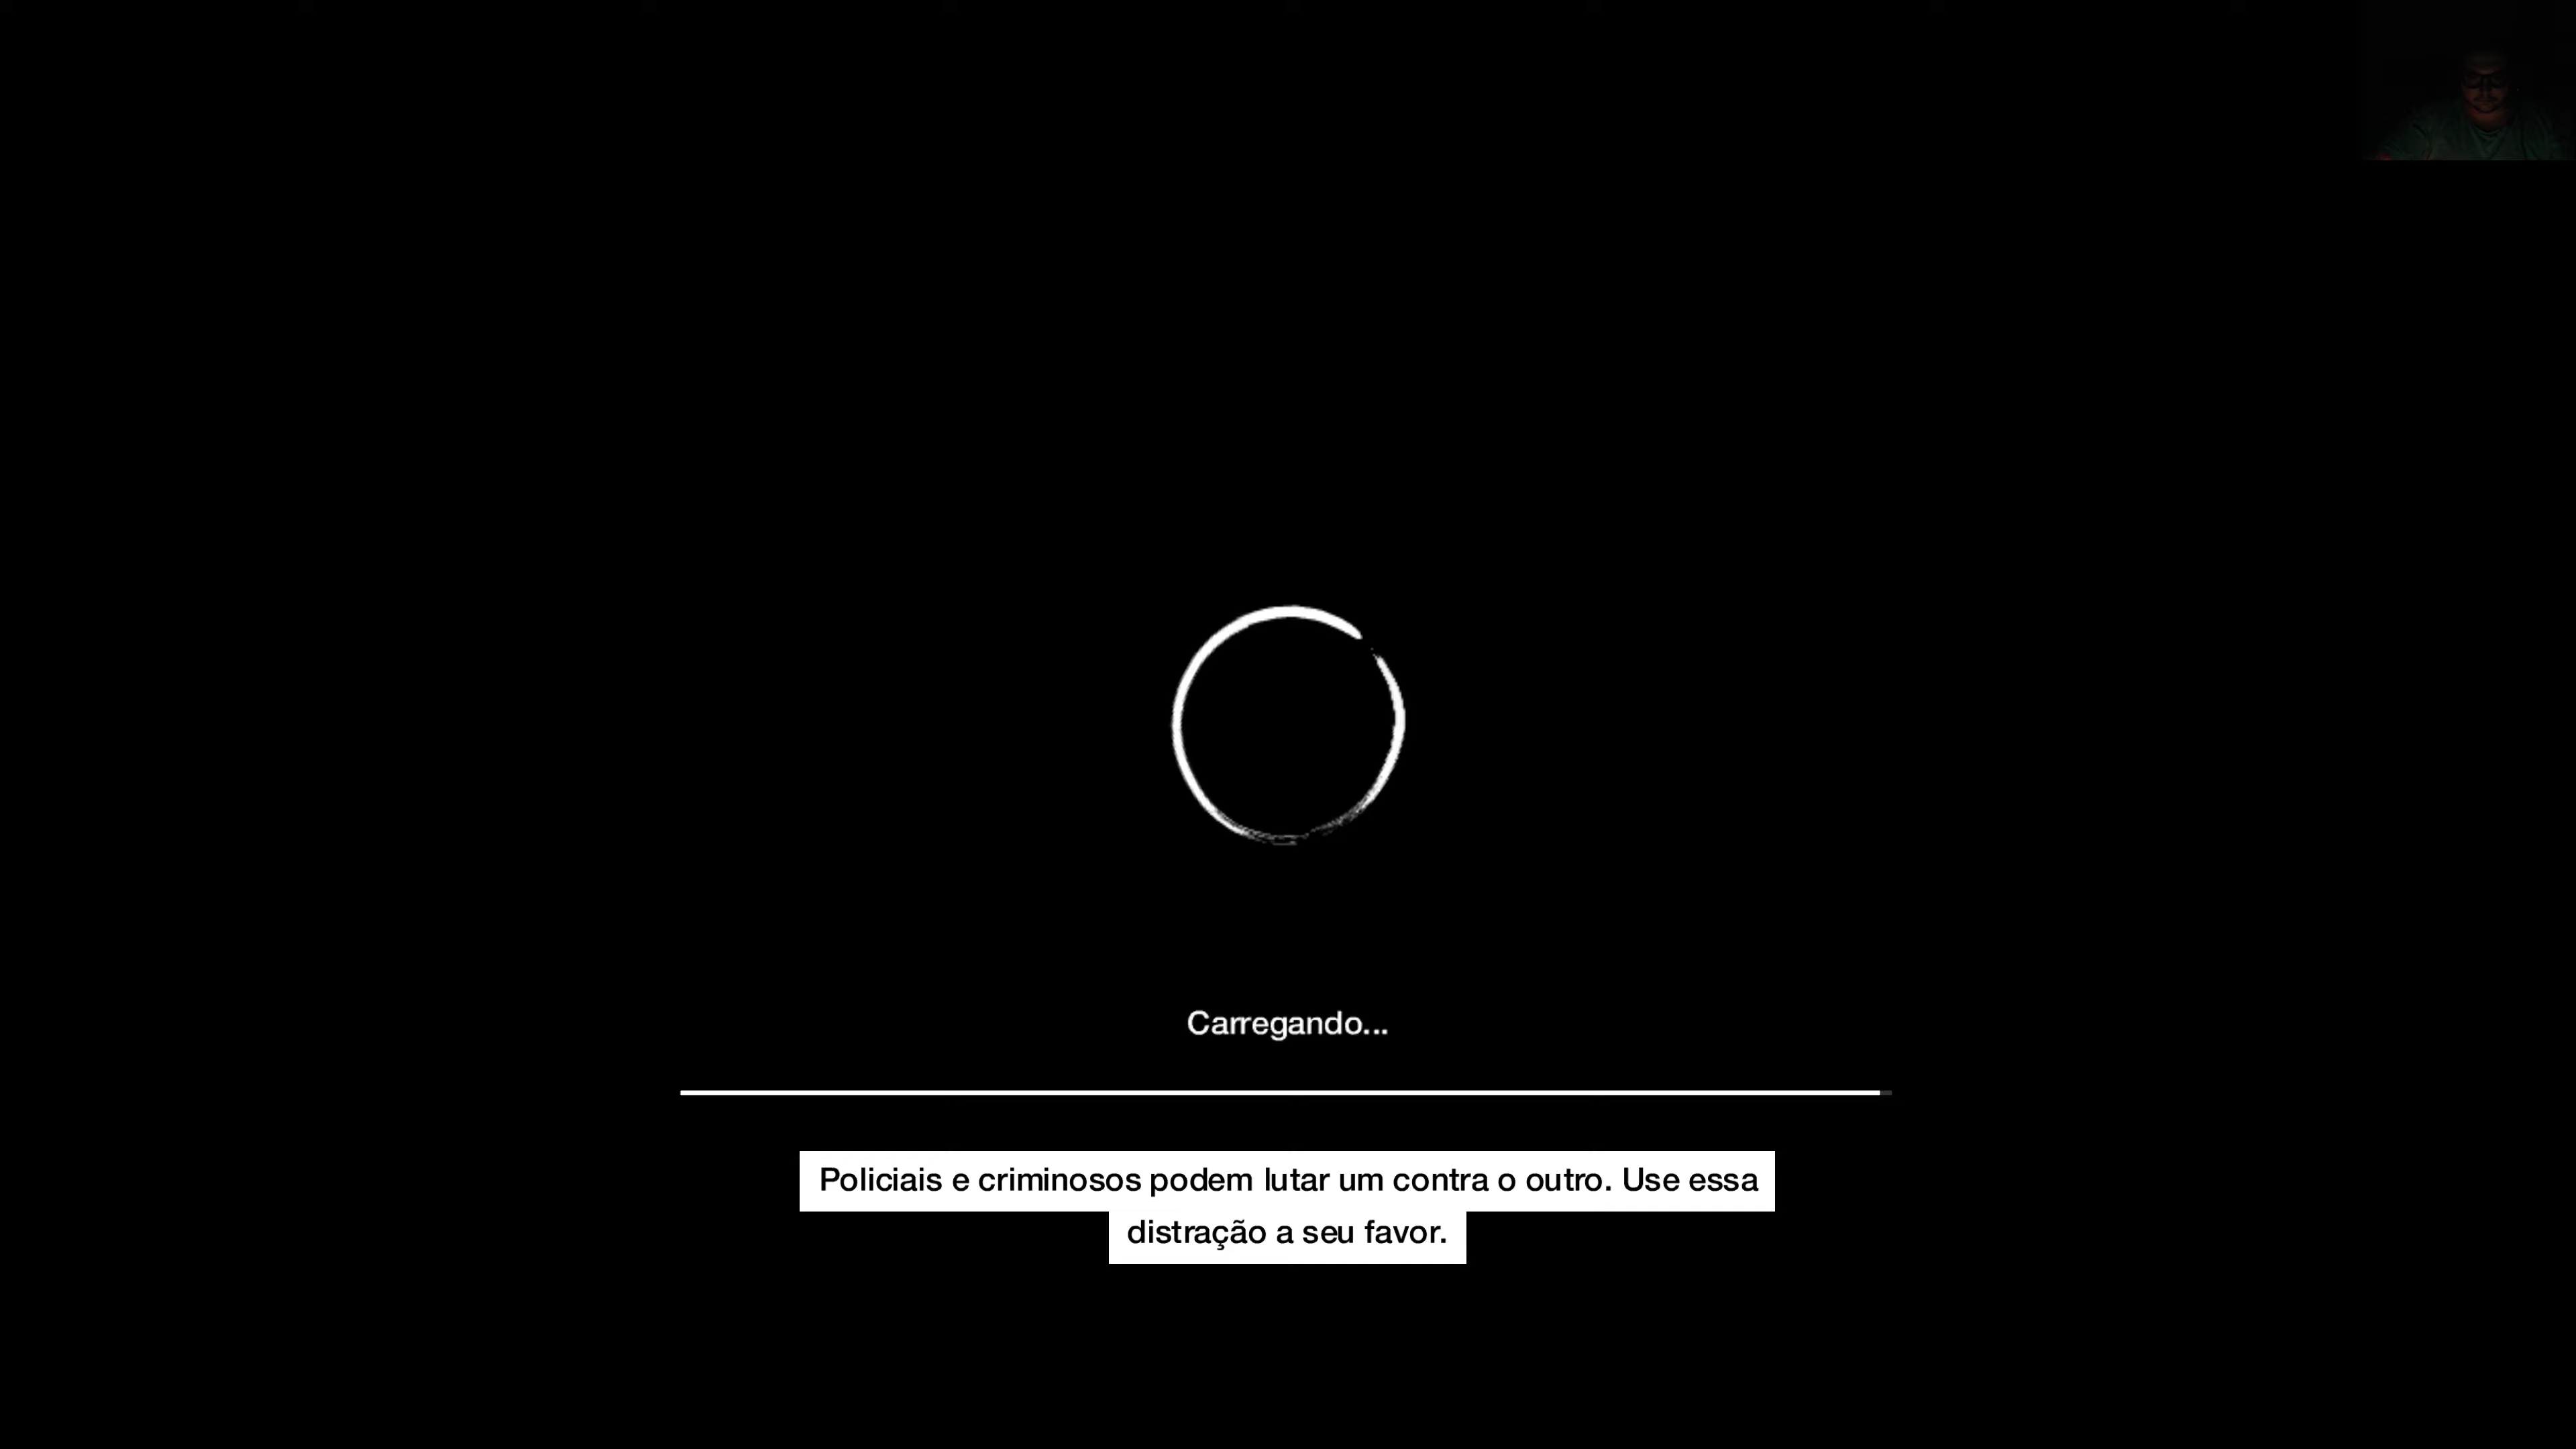 Carregando...
Policiais e criminosos podem lutar um contra o outro. Use essa
distração a seu favor.